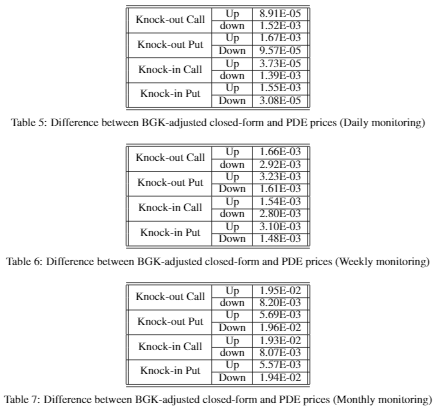 Knock-out Call Up 8.91E-05
down 1.52E-03
Knock-out Put Up 1.67E-03
Down 9.57E-05
Knock-in Call Up 3.73E-05
down 1.39E-03
Knock-in Put Up 1.55E-03
Down 3.08E-05
Table 5: Difference between BGK-adjusted closed-form and PDE prices (Daily monitoring)
Knock-out Call Up 1.66E-03
down 2.92E-03
Knock-out Put Up 3.23E-03
Down 1.61E-03
Knock-in Call Up 1.54E-03
down 2.80E-03
Knock-in Put Up 3.10E-03
Down 1.48E-03
Table 6: Difference between BGK-adjusted closed-form and PDE prices (Weekly monitoring)
Knock-out Call Up 1.95E-02
down 8.20E-03
Knock-out Put Up 5.69E-03
Down 1.96E-02
Knock-in Call Up 1.93E-02
down 8.07E-03
Knock-in Put Up 5.57E-03
Down 1.94E-02
Table 7: Difference between BGK-adjusted closed-form and PDE prices (Monthly monitoring)